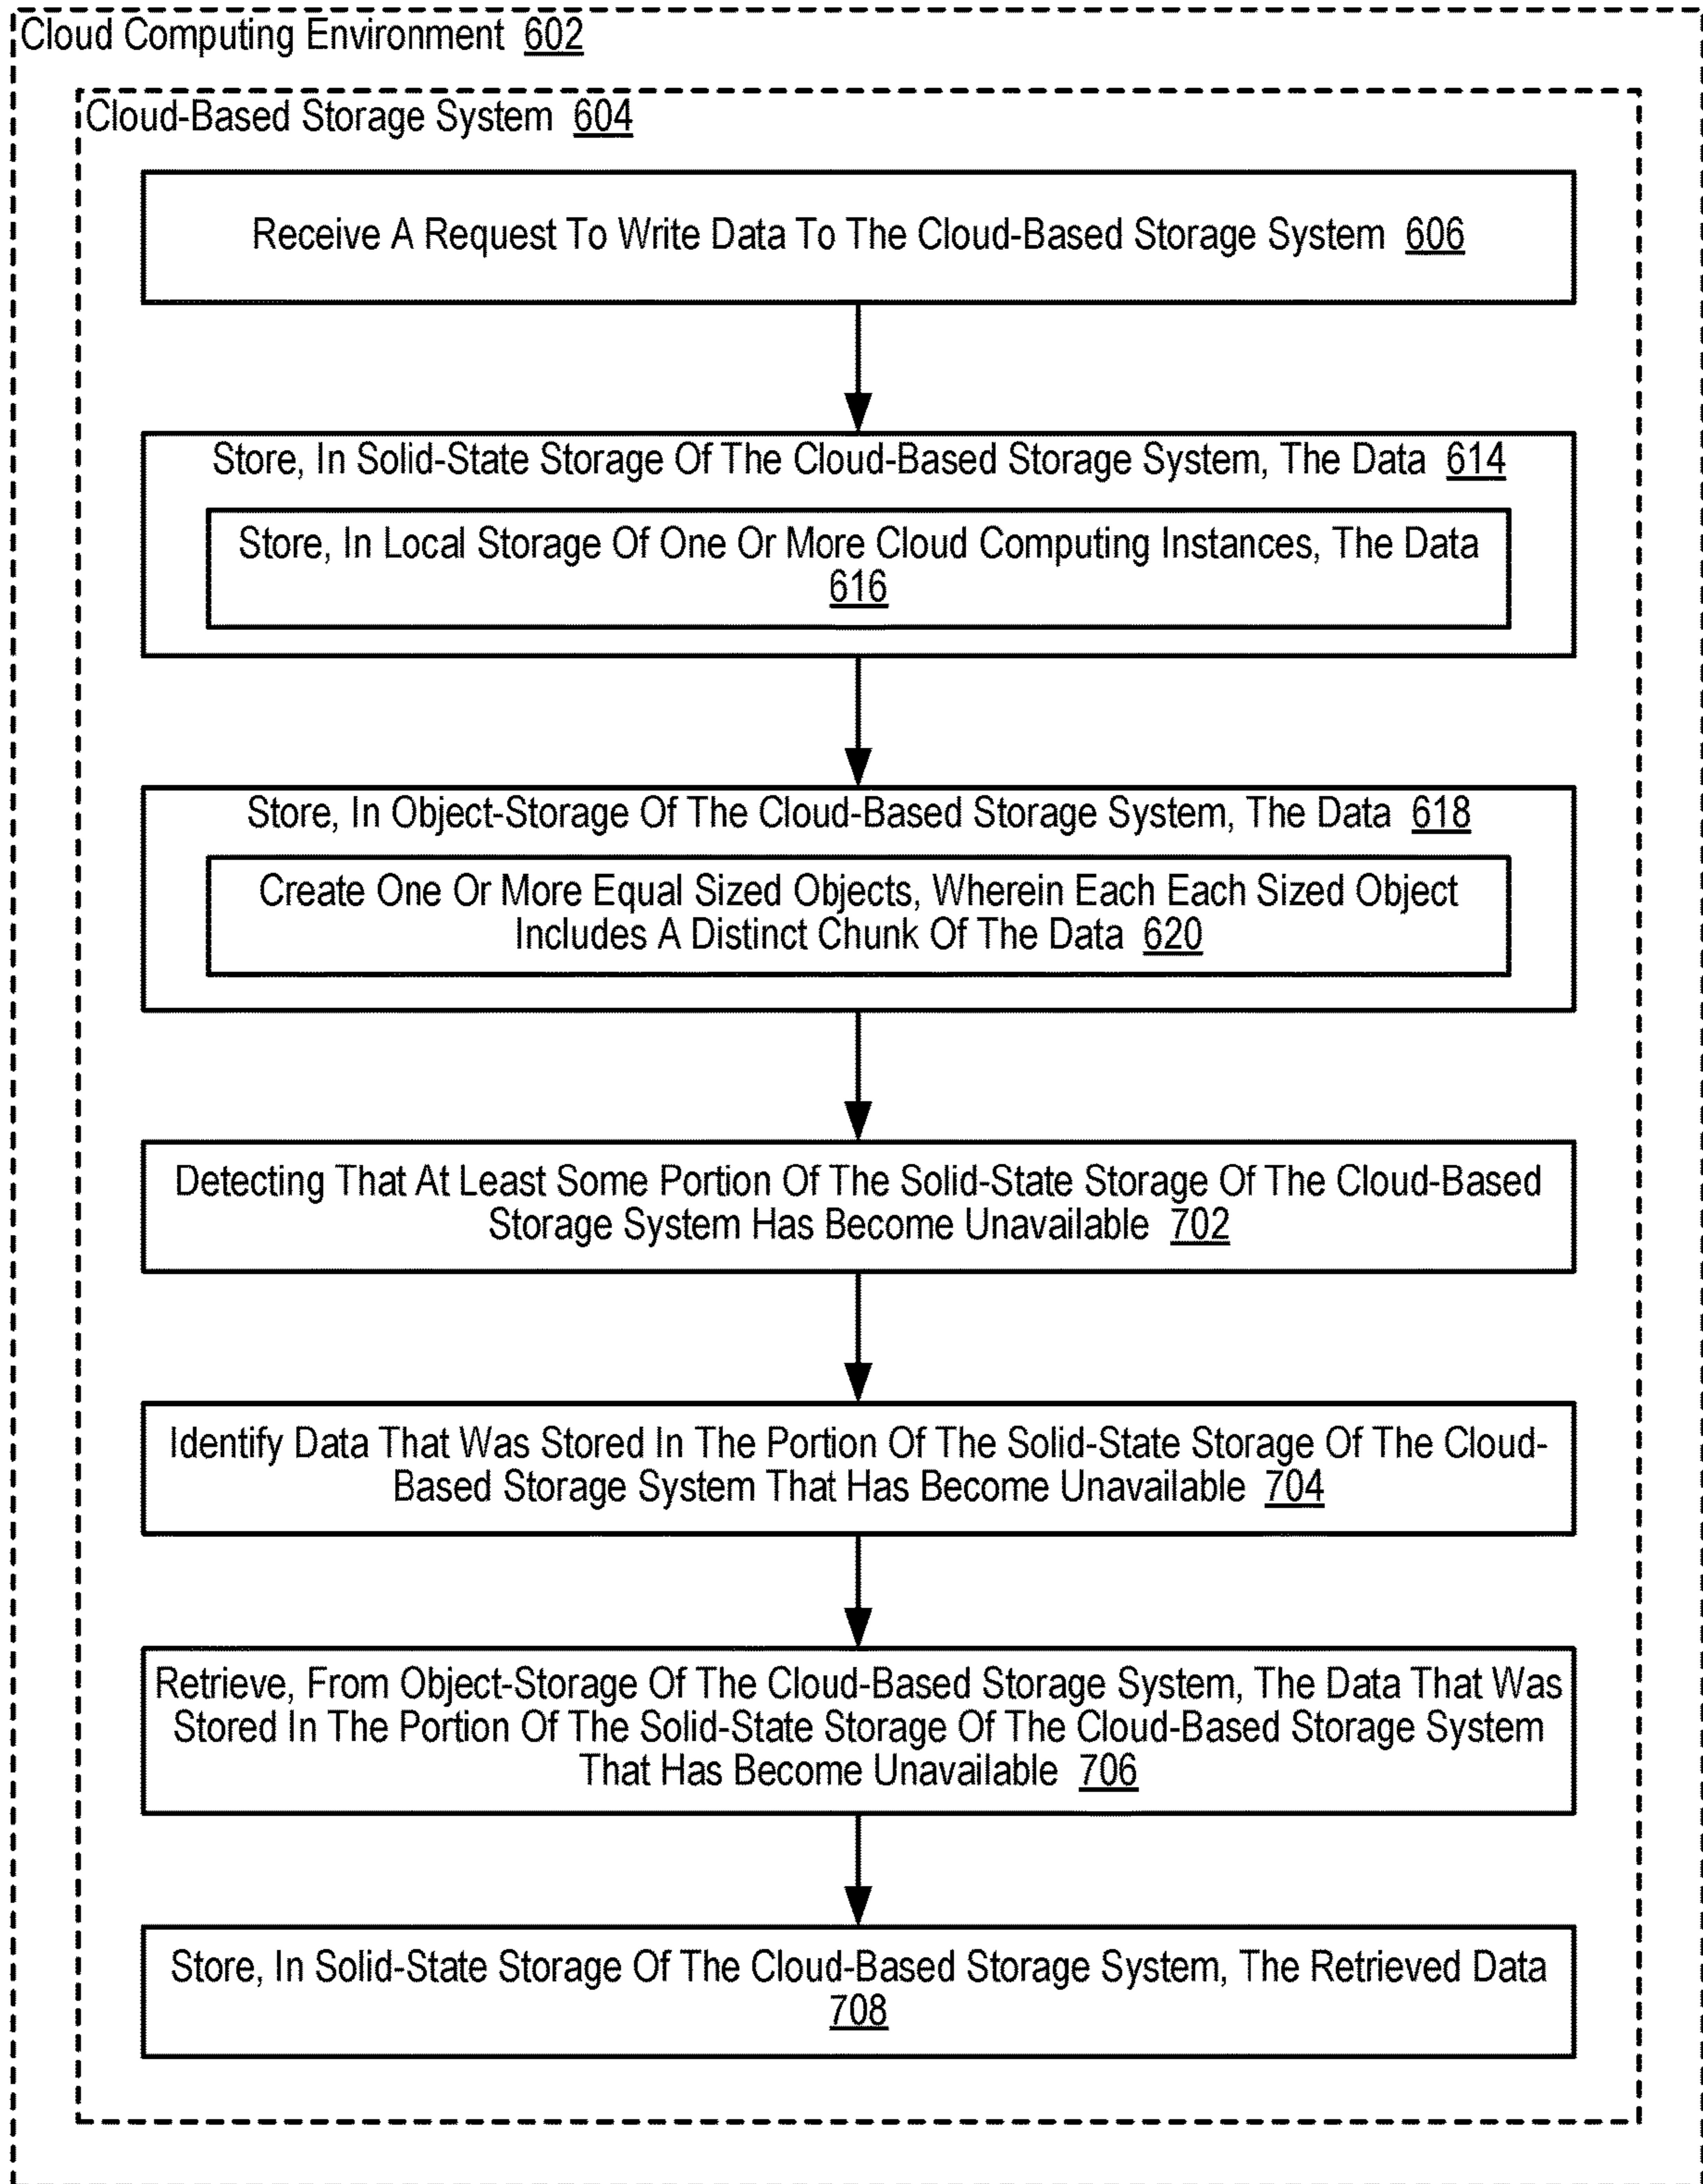 Cloud Computing Environment 602
Cloud-Based Storage System 604
Receive A Request To Write Data To The Cloud-Based Storage System 606
Store, In Solid-State Storage Of The Cloud-Based Storage System, The Data 614
Store, In Local Storage Of One Or More Cloud Computing Instances, The Data
616
Store, In Object-Storage Of The Cloud-Based Storage System, The Data 618
Create One Or More Equal Sized Objects, Wherein Each Each Sized Object
Includes A Distinct Chunk Of The Data 620
Detecting That At Least Some Portion Of The Solid-State Storage Of The Cloud-Based
Storage System Has Become Unavailable 702
Identify Data That Was Stored In The Portion Of The Solid-State Storage Of The Cloud-
Based Storage System That Has Become Unavailable 704
Retrieve, From Object-Storage Of The Cloud-Based Storage System, The Data That Was
Stored In The Portion Of The Solid-State Storage Of The Cloud-Based Storage System
That Has Become Unavailable 706
Store, In Solid-State Storage Of The Cloud-Based Storage System, The Retrieved Data
708